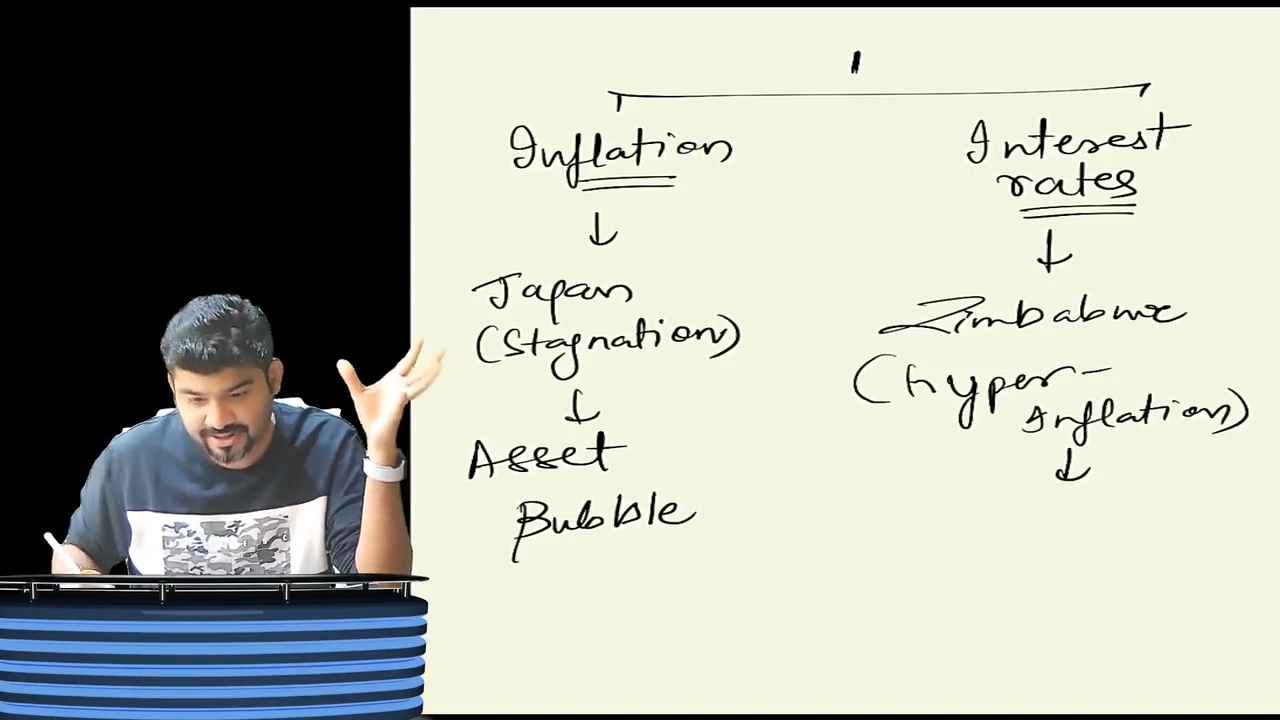 Inflation
↓
Japan
(Stagnation)
↓
Asset
Bubble
Interest
rates
↓
Zimbabwe
(hyper-
Inflation)
↓